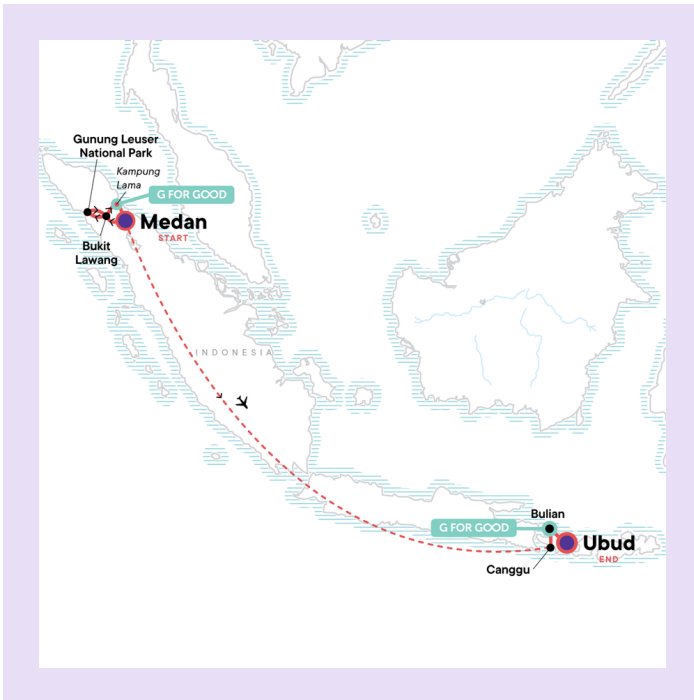 Gunung Leuser
National Park
Kampung
Lama
G FOR GOOD
Medan
START
Bukit
Lawang
INDONESIA
Bulian
G FOR GOOD
Ubud
END
Canggu